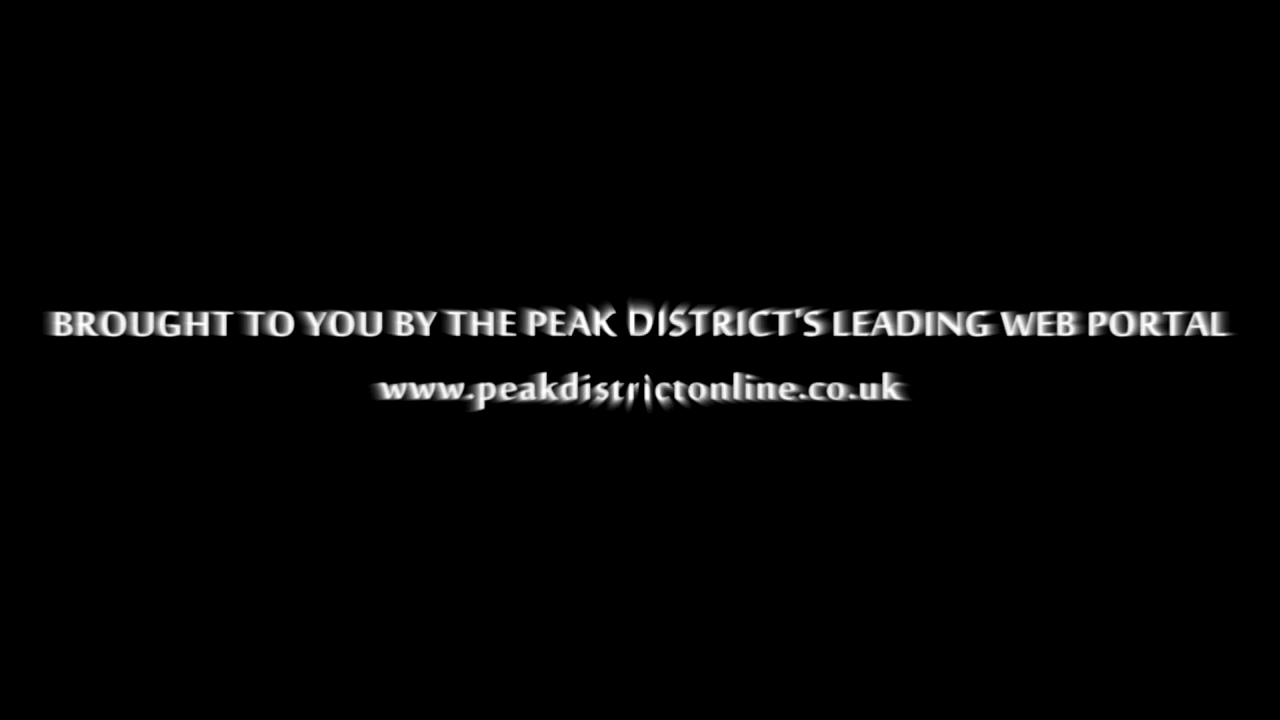 BROUGHT TO YOU BY THE PEAK DISTRICT'S LEADING WEB PORTAL
www.peakdistrictonline.co.uk